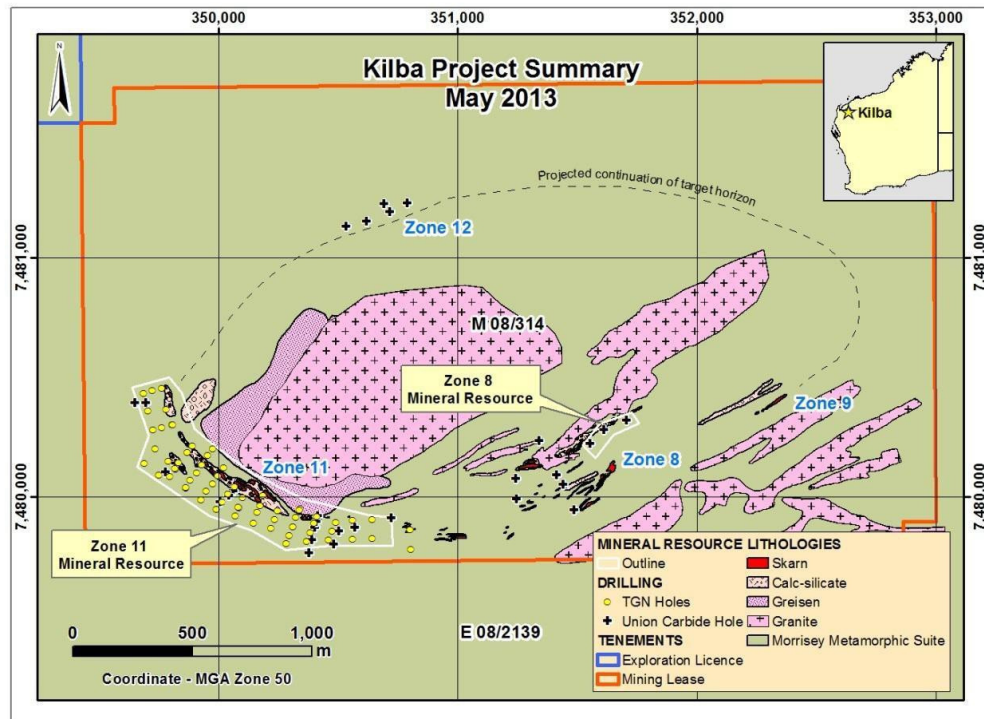 350,000
351,000
352,000
353,000
N
Kilba Project Summary
May 2013
Kilba
Projected continuation of target horizon
Zone 12
7,481,000
7,481,000
M 08/314
Zone 8
Mineral Resource
Zone 9
Zone 11
Zone 8
7,480,000
7,480,000
Zone 11
Mineral Resource
E 08/2139
0
500
1,000
m
Coordinate - MGA Zone 50
MINERAL RESOURCE
Outline
DRILLING
TGN Holes
Union Carbide Hole
TENEMENTS
Exploration Licence
Mining Lease
LITHOLOGIES
Skarn
Calc-silicate
Greisen
Granite
Morrisey Metamorphic Suite